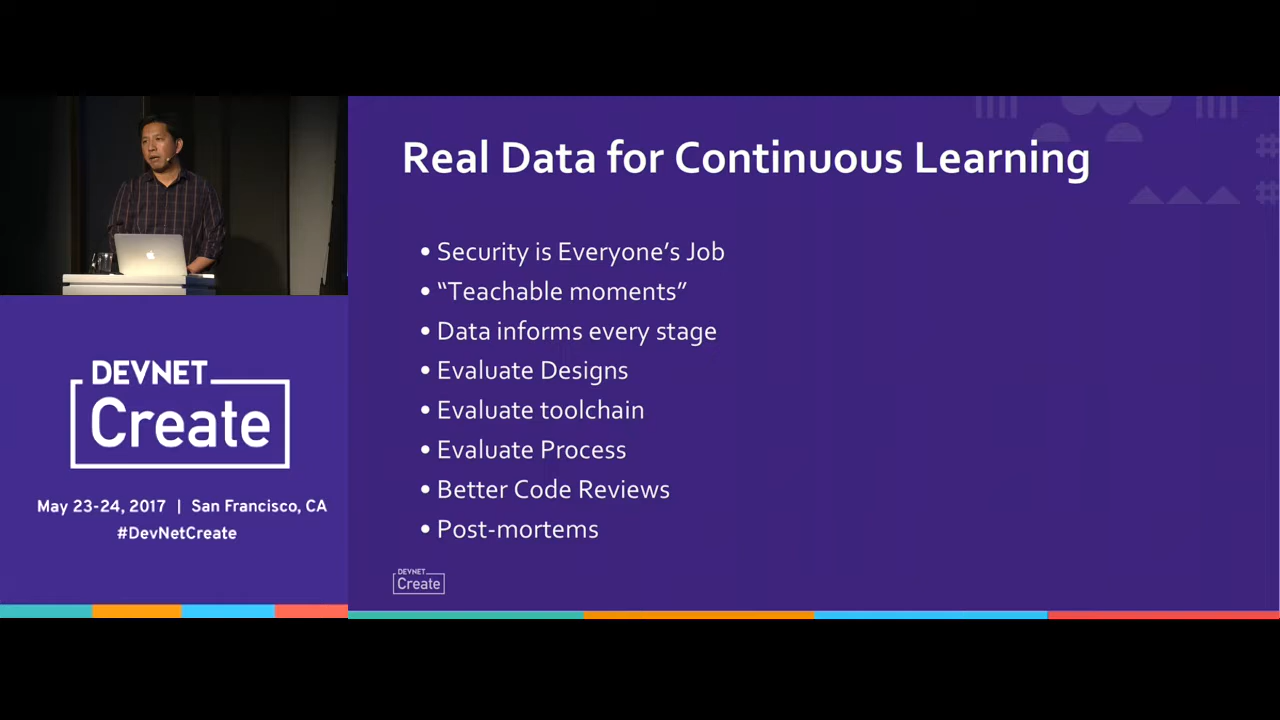 Real Data for Continuous Learning
• Security is Everyone’s Job
• “Teachable moments”
• Data informs every stage
• Evaluate Designs
• Evaluate toolchain
• Evaluate Process
• Better Code Reviews
• Post-mortems
DEVNET
Create
DEVNET
Create
May 23-24, 2017 | San Francisco, CA
#DevNetCreate